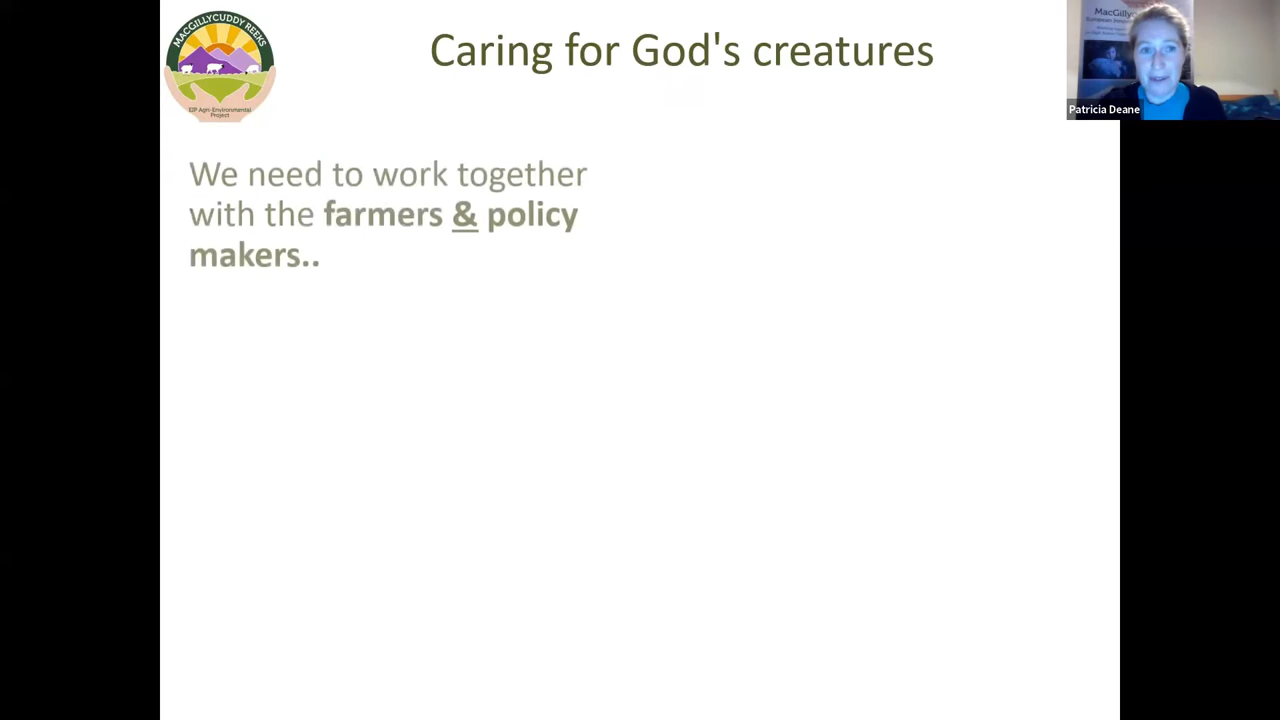 MACGILLYCUDDY REEKS
EIP Agri-Environmental
Project
Caring for God's creatures
Patricia Deane
We need to work together
with the farmers & policy
makers..